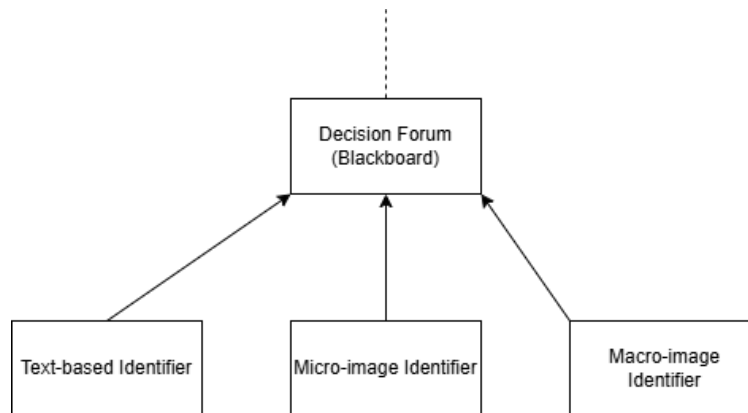 Decision Forum
(Blackboard)
Text-based Identifier
Micro-image Identifier
Macro-image
Identifier